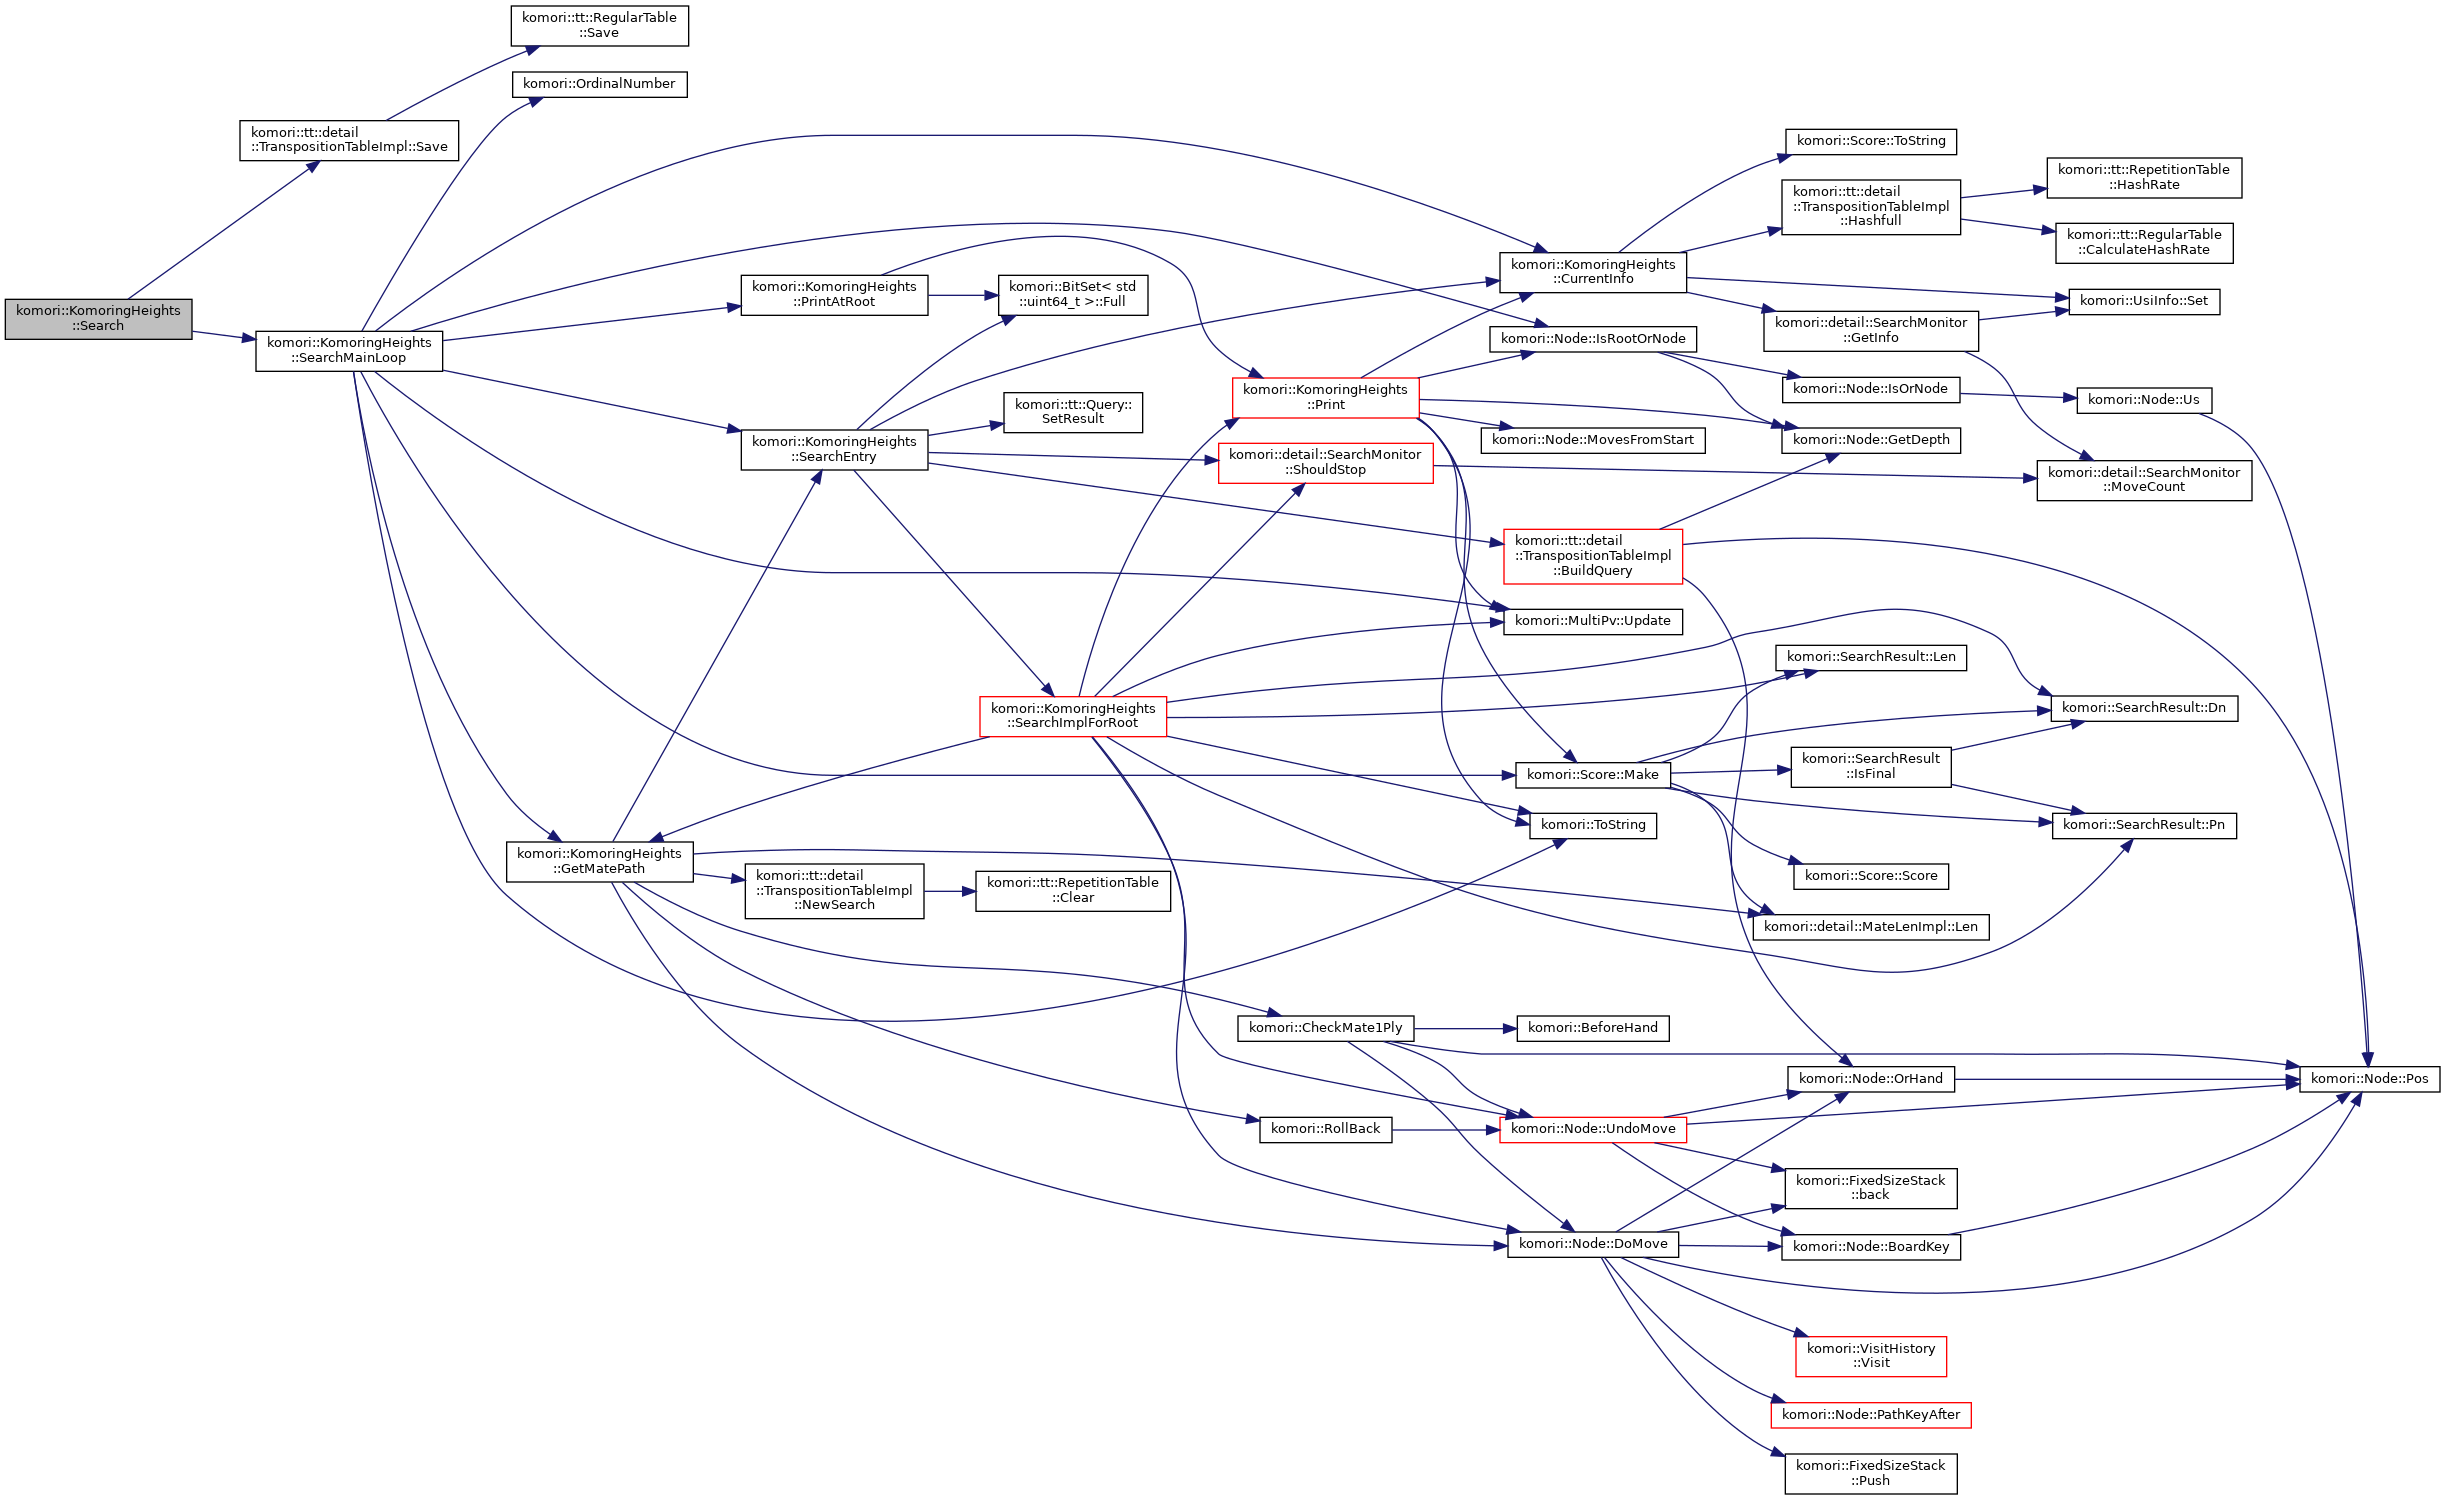 komori::KomoringHeights
::Search
komori::tt::detail
::TranspositionTableImpl::Save
komori::KomoringHeights
::SearchMainLoop
komori::tt::RegularTable
::Save
komori::OrdinalNumber
komori::KomoringHeights
::PrintAtRoot
komori::KomoringHeights
::SearchEntry
komori::KomoringHeights
::GetMatePath
komori::tt::detail
::TranspositionTableImpl
::NewSearch
komori::BitSet< std
::uint64_t >::Full
komori::tt::Query::
SetResult
komori::KomoringHeights
::SearchImplForRoot
komori::tt::RepetitionTable
::Clear
komori::KomoringHeights
::Print
komori::detail::SearchMonitor
::ShouldStop
komori::CheckMate1Ply
komori::RollBack
komori::KomoringHeights
::CurrentInfo
komori::Node::IsRootOrNode
komori::Node::MovesFromStart
komori::tt::detail
::TranspositionTableImpl
::BuildQuery
komori::MultiPv::Update
komori::Score::Make
komori::ToString
komori::BeforeHand
komori::Node::UndoMove
komori::Node::DoMove
komori::Score::ToString
komori::tt::detail
::TranspositionTableImpl
::Hashfull
komori::detail::SearchMonitor
::GetInfo
komori::Node::IsOrNode
komori::Node::GetDepth
komori::SearchResult::Len
komori::SearchResult
::IsFinal
komori::Score::Score
komori::detail::MateLenImpl::Len
komori::Node::OrHand
komori::FixedSizeStack
::back
komori::Node::BoardKey
komori::VisitHistory
::Visit
komori::Node::PathKeyAfter
komori::FixedSizeStack
::Push
komori::tt::RepetitionTable
::HashRate
komori::tt::RegularTable
::CalculateHashRate
komori::UsiInfo::Set
komori::Node::Us
komori::detail::SearchMonitor
::MoveCount
komori::SearchResult::Dn
komori::SearchResult::Pn
komori::Node::Pos